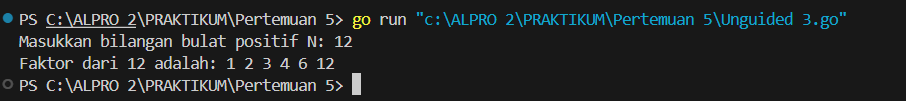 PS C:\ALPRO 2\PRAKTIKUM\Pertemuan 5> go run "c:\ALPRO 2\PRAKTIKUM\Pertemuan 5\Unguided 3.go"
Masukkan bilangan bulat positif N: 12
Faktor dari 12 adalah: 1 2 3 4 6 12
PS C:\ALPRO 2\PRAKTIKUM\Pertemuan 5>